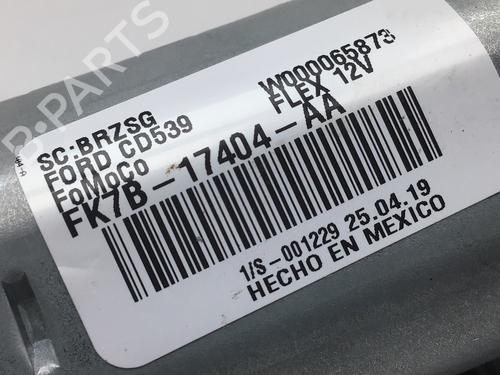 SC:BRZSG W000065873
FORD CD539 FLEX 12V
FoMoCo
FK7B-17404-AA
1/S-001229 25.04.19
HECHO EN MEXICO
B-PARTS